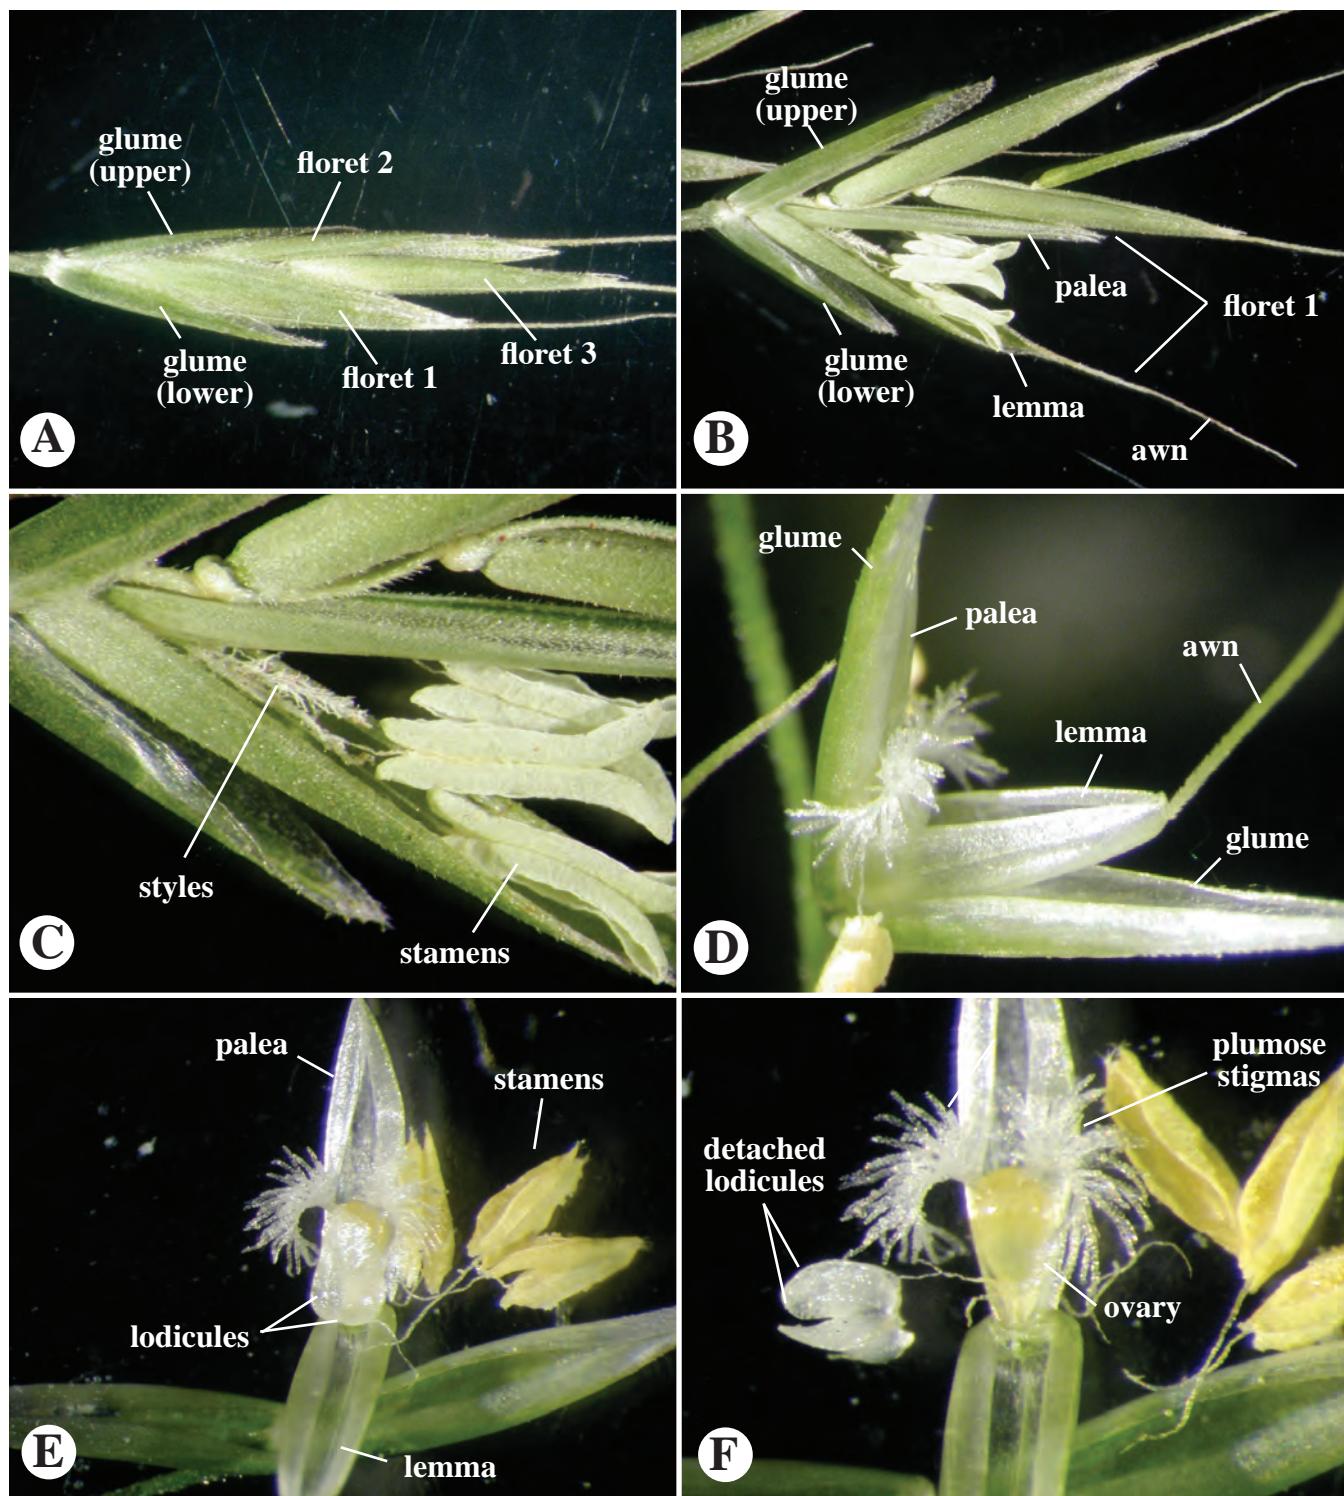 glume
(upper)
floret 2
glume
(lower)
floret 1
floret 3
A
glume
(upper)
palea
floret 1
glume
(lower)
lemma
awn
B
styles
stamens
C
glume
palea
awn
lemma
glume
D
palea
stamens
lodicules
lemma
E
plumose
stigmas
detached
lodicules
ovary
F